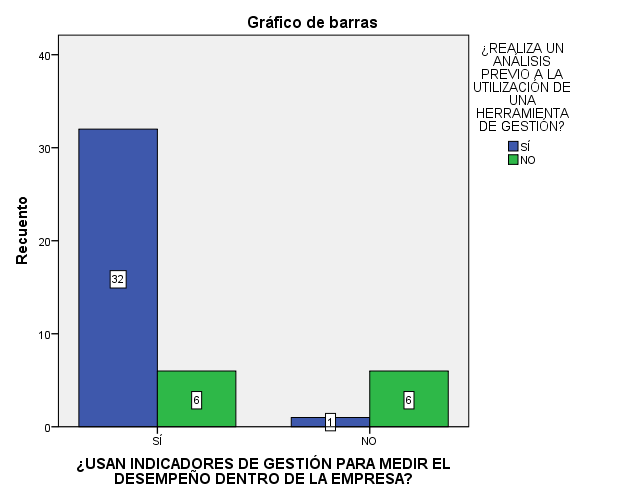 Gráfico de barras
40
30
20
10
0
Recuento
32
6
1
6
SÍ
NO
¿USAN INDICADORES DE GESTIÓN PARA MEDIR EL
DESEMPEÑO DENTRO DE LA EMPRESA?
¿REALIZA UN
ANÁLISIS
PREVIO A LA
UTILIZACIÓN DE
UNA
HERRAMIENTA
DE GESTIÓN?
SÍ
NO